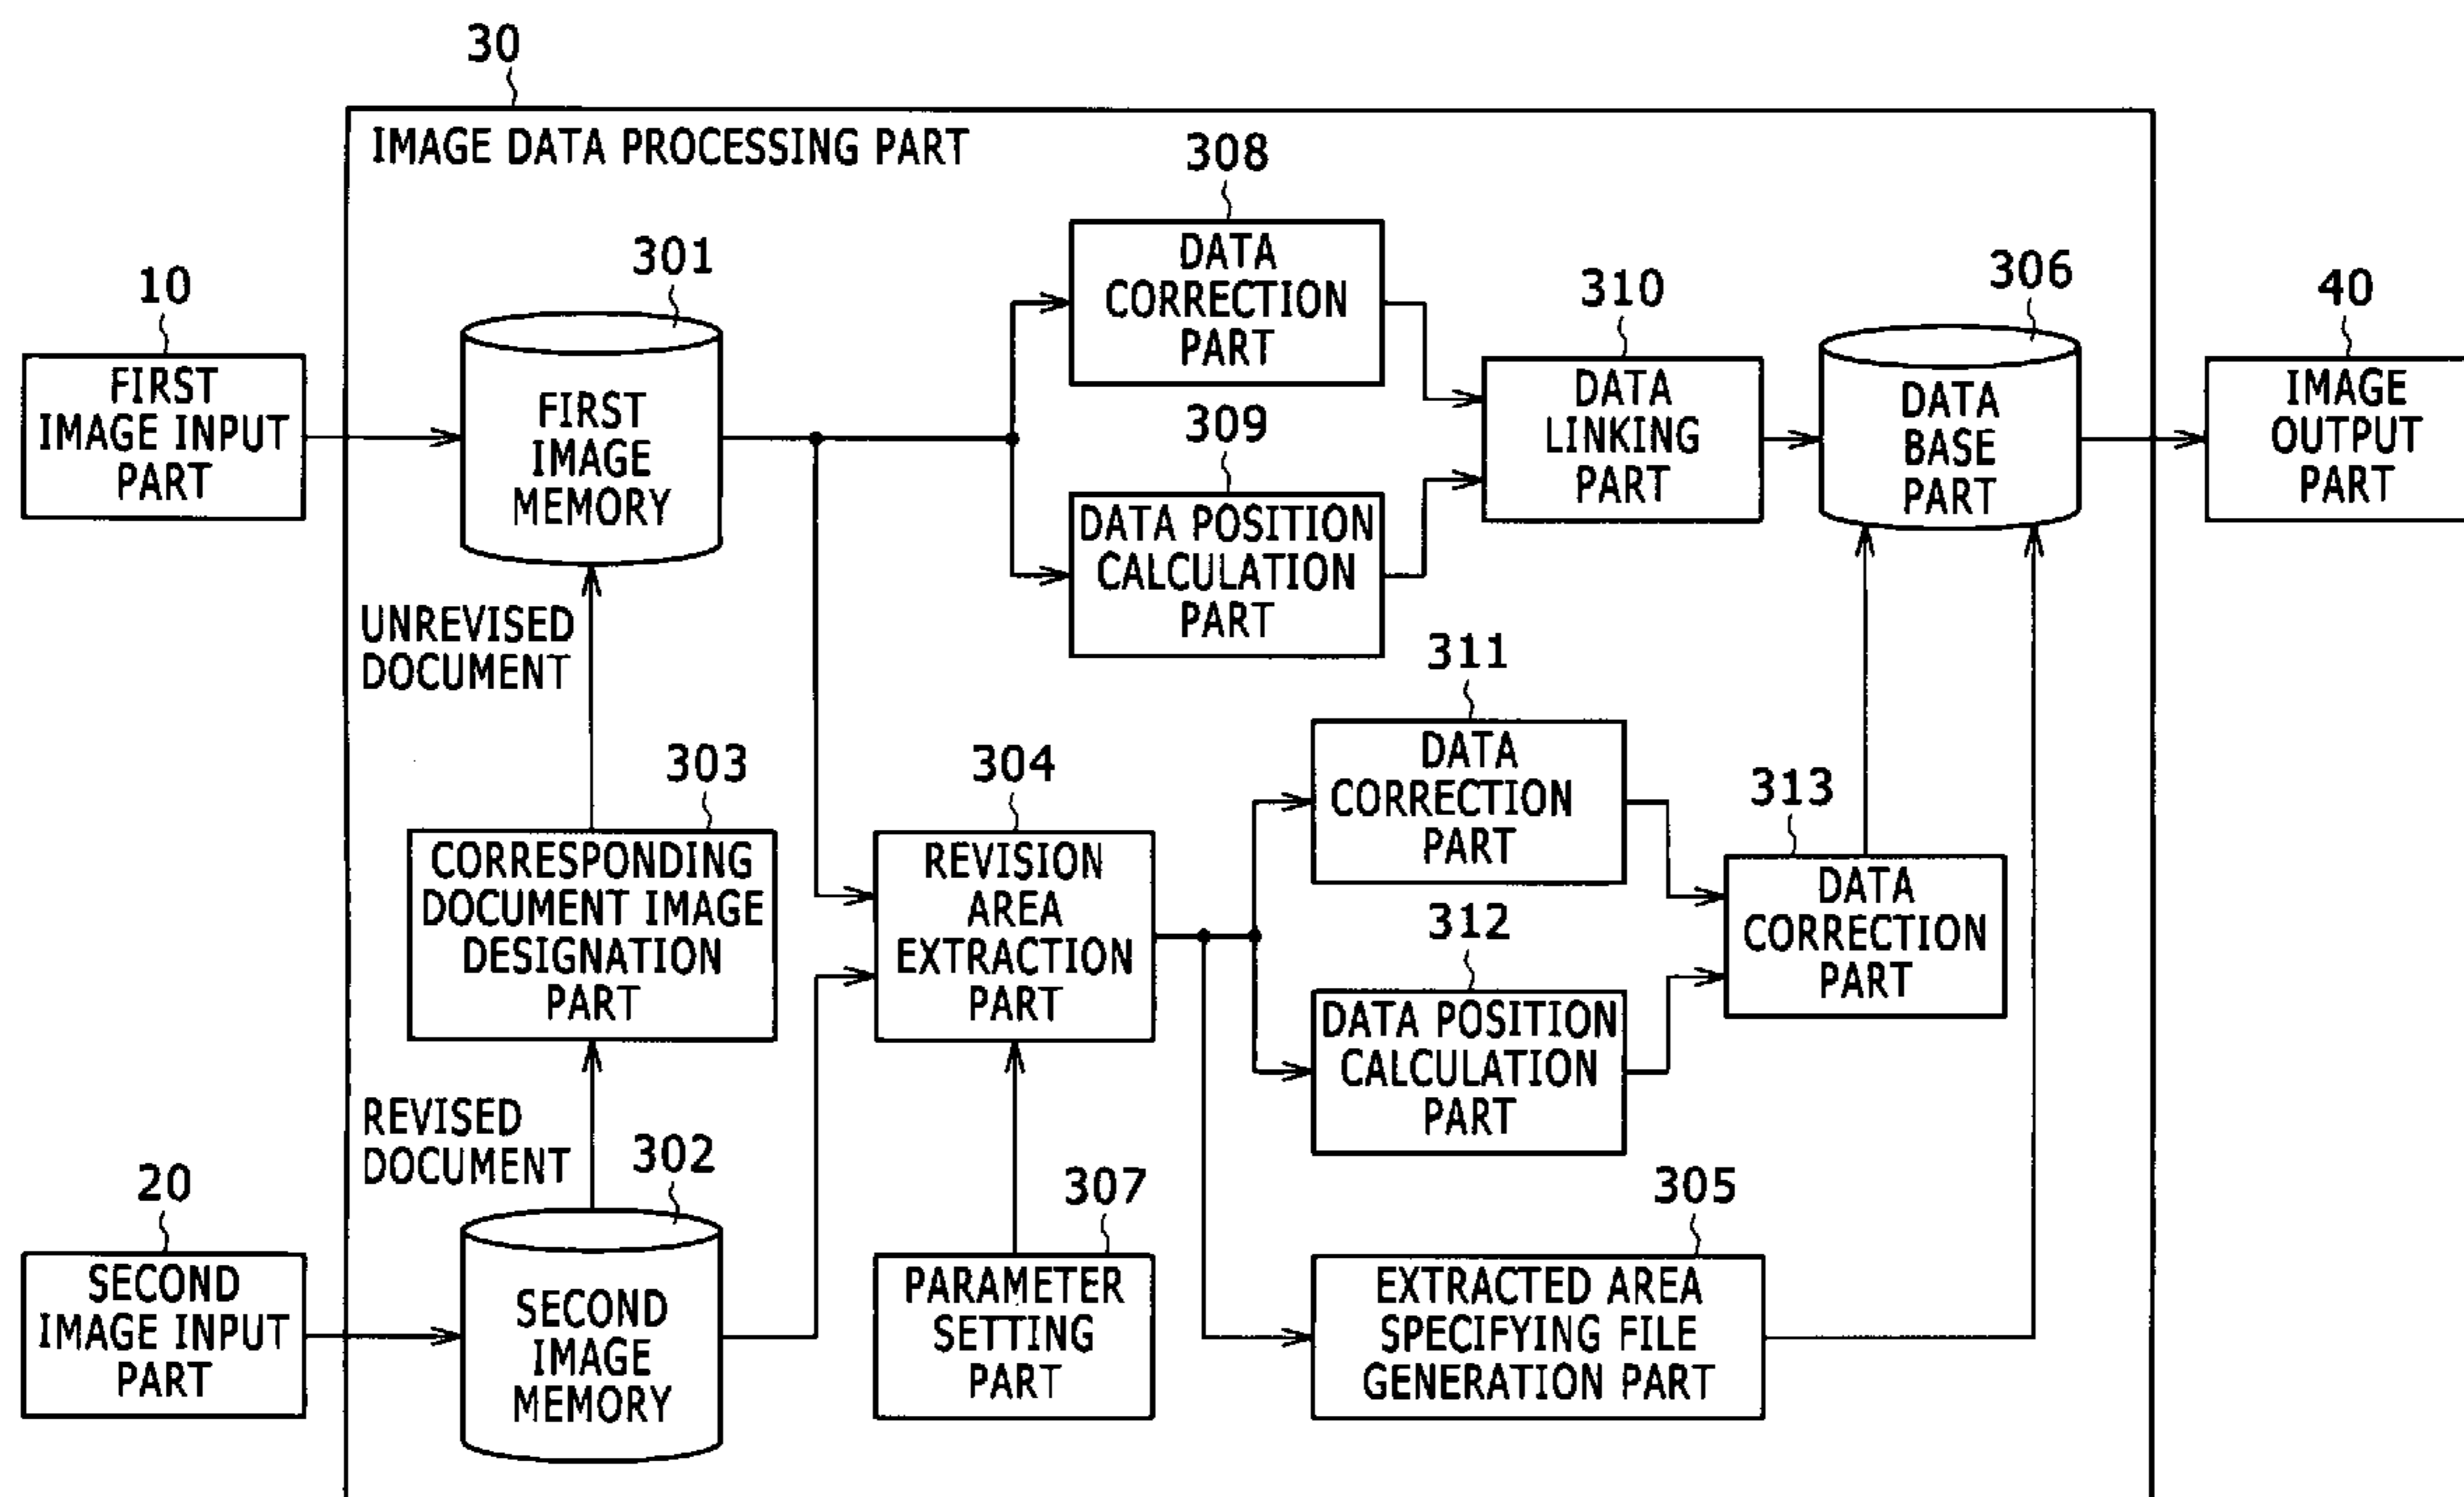 30
IMAGE DATA PROCESSING PART
10
FIRST
IMAGE INPUT
PART
301
FIRST
IMAGE
MEMORY
308
DATA
CORRECTION
PART
309
DATA POSITION
CALCULATION
PART
310
DATA
LINKING
PART
306
DATA
BASE
PART
40
IMAGE
OUTPUT
PART
UNREVISED
DOCUMENT
303
CORRESPONDING
DOCUMENT IMAGE
DESIGNATION
PART
304
REVISION
AREA
EXTRACTION
PART
311
DATA
CORRECTION
PART
312
DATA POSITION
CALCULATION
PART
313
DATA
CORRECTION
PART
REVISED
DOCUMENT
20
SECOND
IMAGE INPUT
PART
302
SECOND
IMAGE
MEMORY
307
PARAMETER
SETTING
PART
305
EXTRACTED AREA
SPECIFYING FILE
GENERATION PART